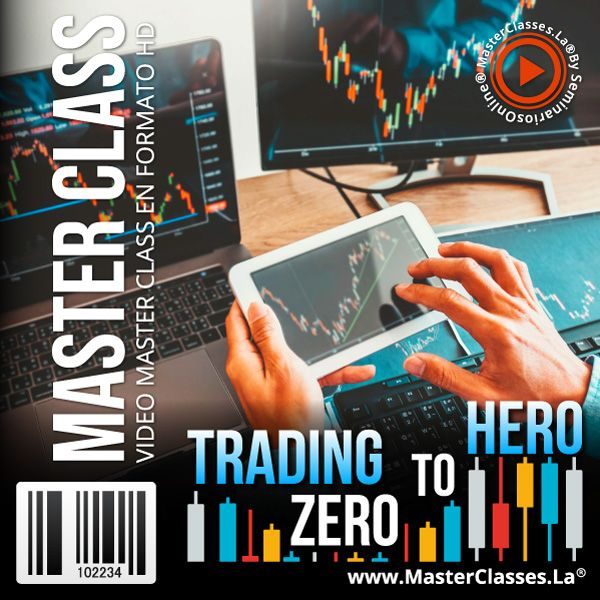 MASTER CLASS
VIDEO MASTER CLASS EN FORMATO HD
MasterClasses.La® By SeminariosOnline®
TRADING
ZERO
TO
HERO
102234
www.MasterClasses.La®